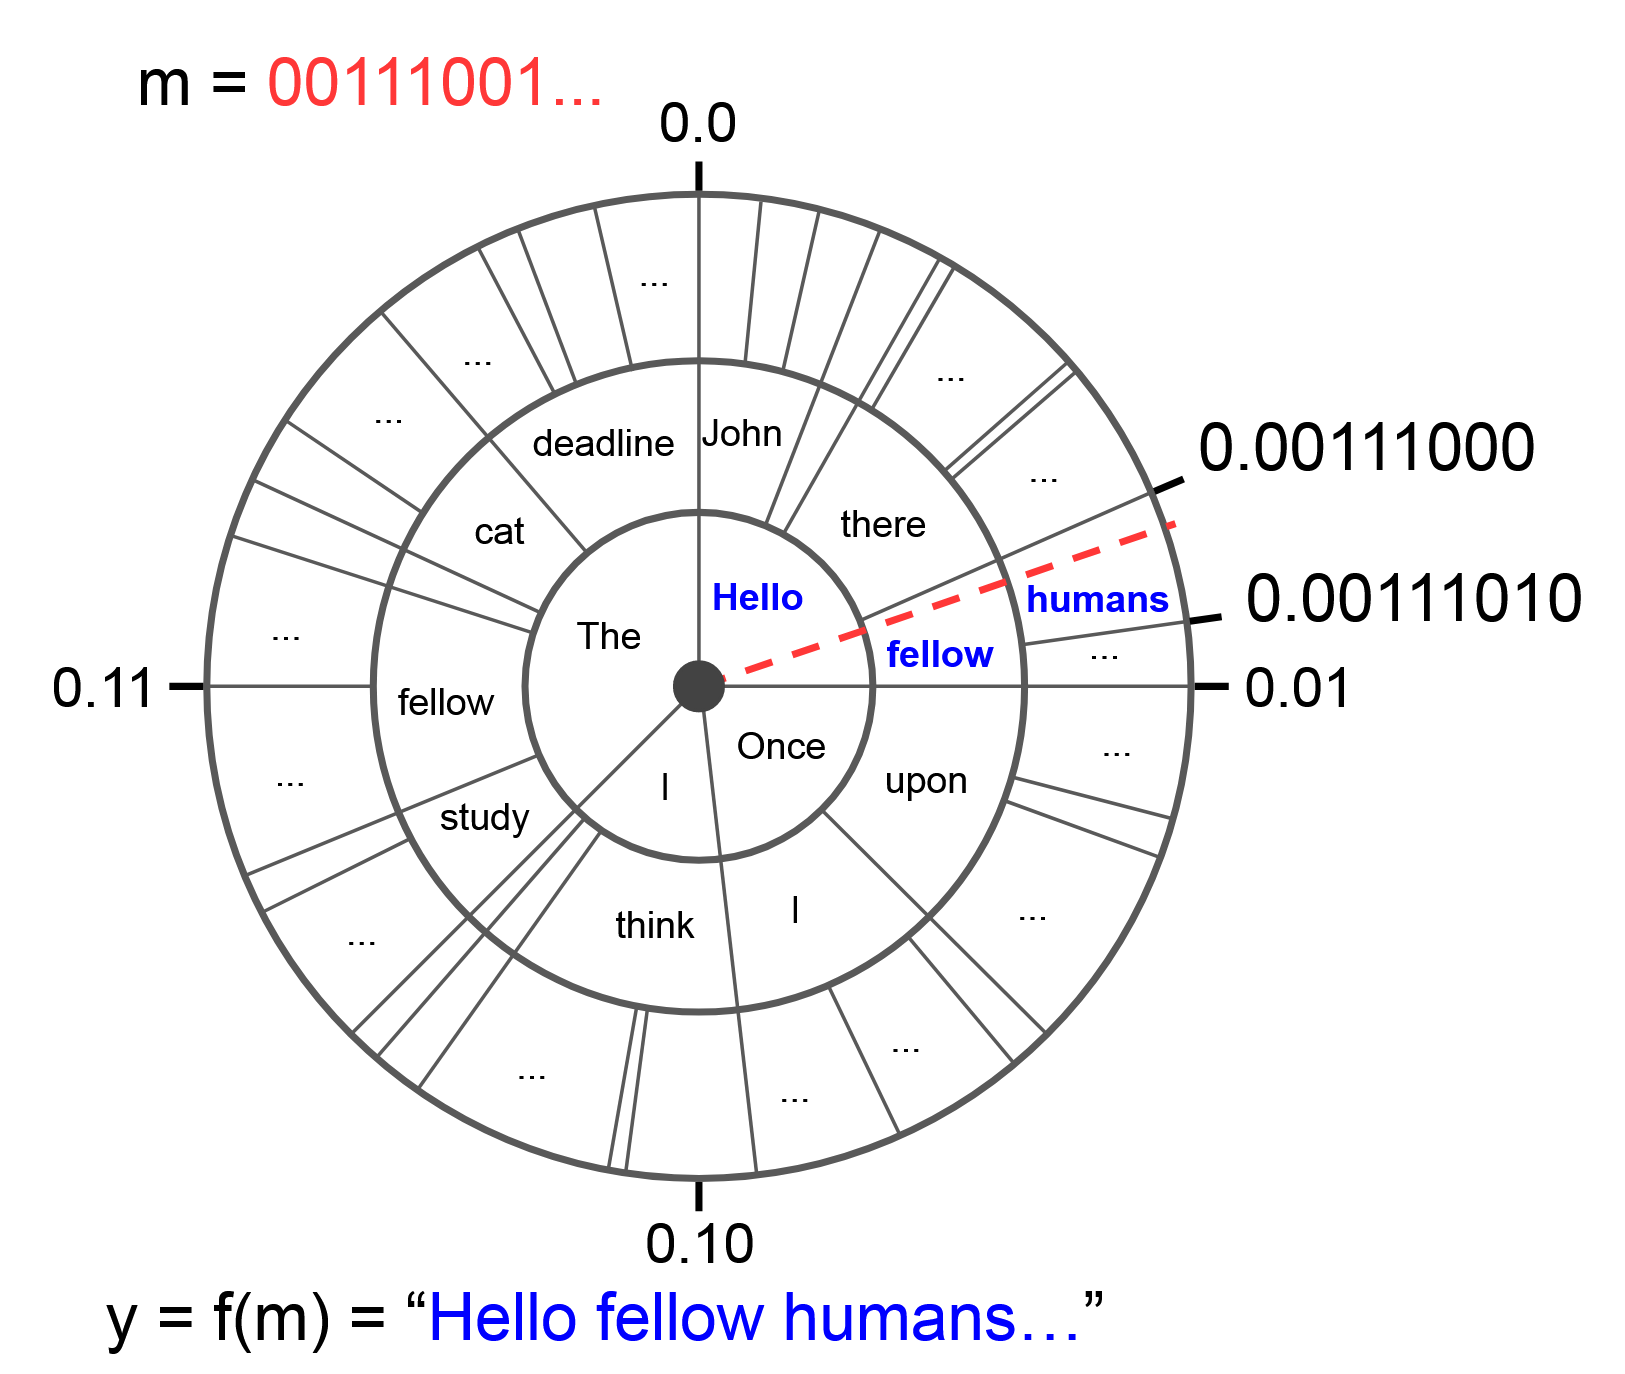 m = 00111001...
0.0
...
...
...
...
0.00111000
deadline
John
...
cat
there
Hello
fellow
humans
0.00111010
The
...
...
0.11
fellow
0.01
Once
...
...
I
upon
study
...
think
I
...
...
...
...
0.10
y = f(m) = “Hello fellow humans…”